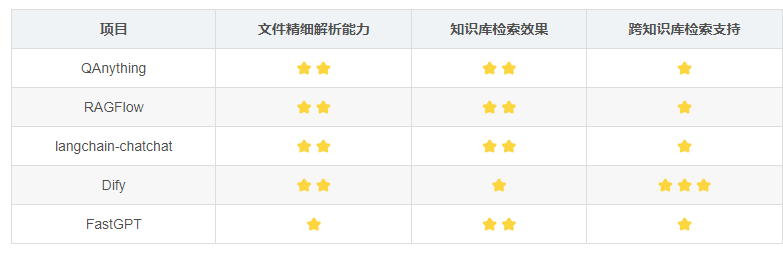 项目 文件精细解析能力 知识库检索效果 跨知识库检索支持
QAnything
RAGFlow
langchain-chatchat
Dify
FastGPT